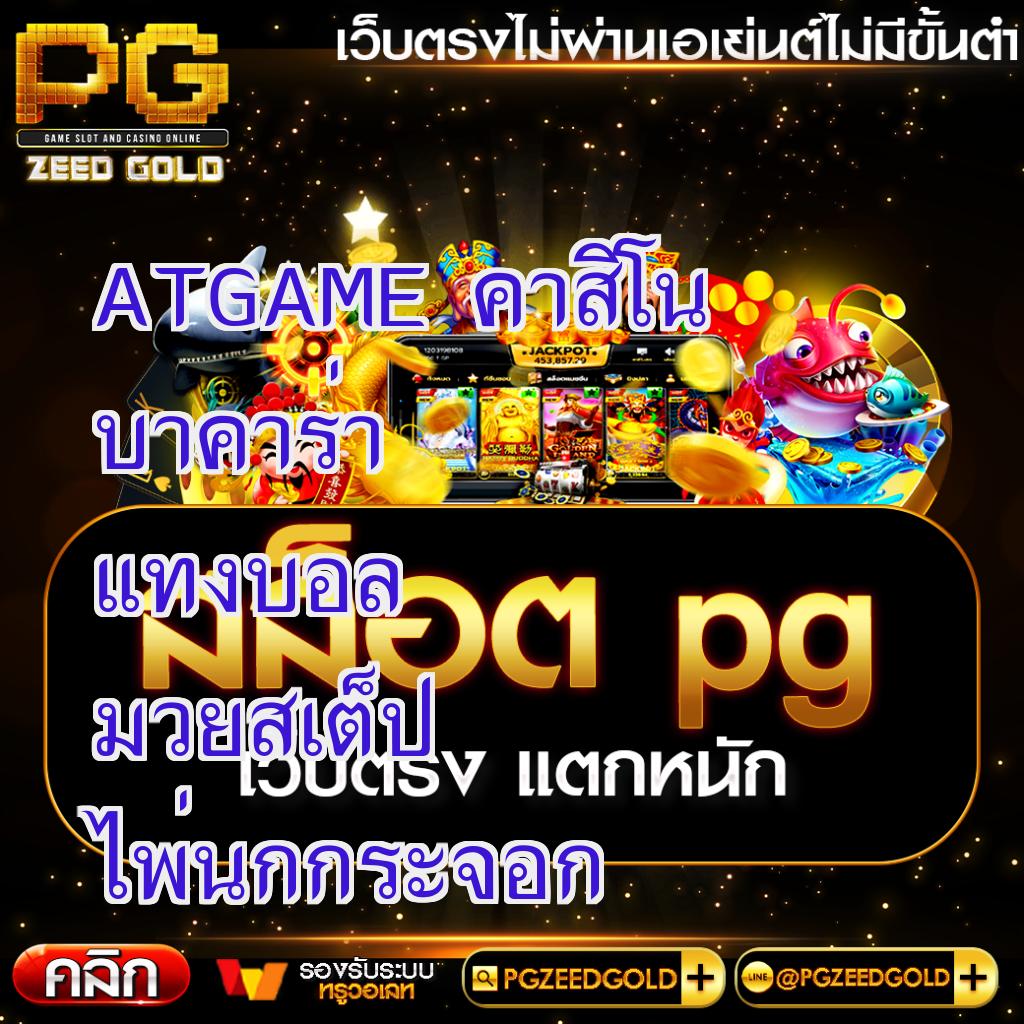 เว็บตรงไม่ผ่านเอเย่นต์ไม่มีขั้นต่ำ
PG
GAME SLOT AND CASINO ONLINE
ZEED GOLD
ATGAME คาสิโน
1203198108
JACKPOT
453,857.29
บาคาร่า
แทงบอล
สล็อต pg
มวยสเต็ป
เว็บตรง แตกหนัก
ไพ่นกกระจอก
คลิก
รองรับระบบ
ทรูวอเลท
PGZEEDGOLD +
LINE @PGZEEDGOLD +